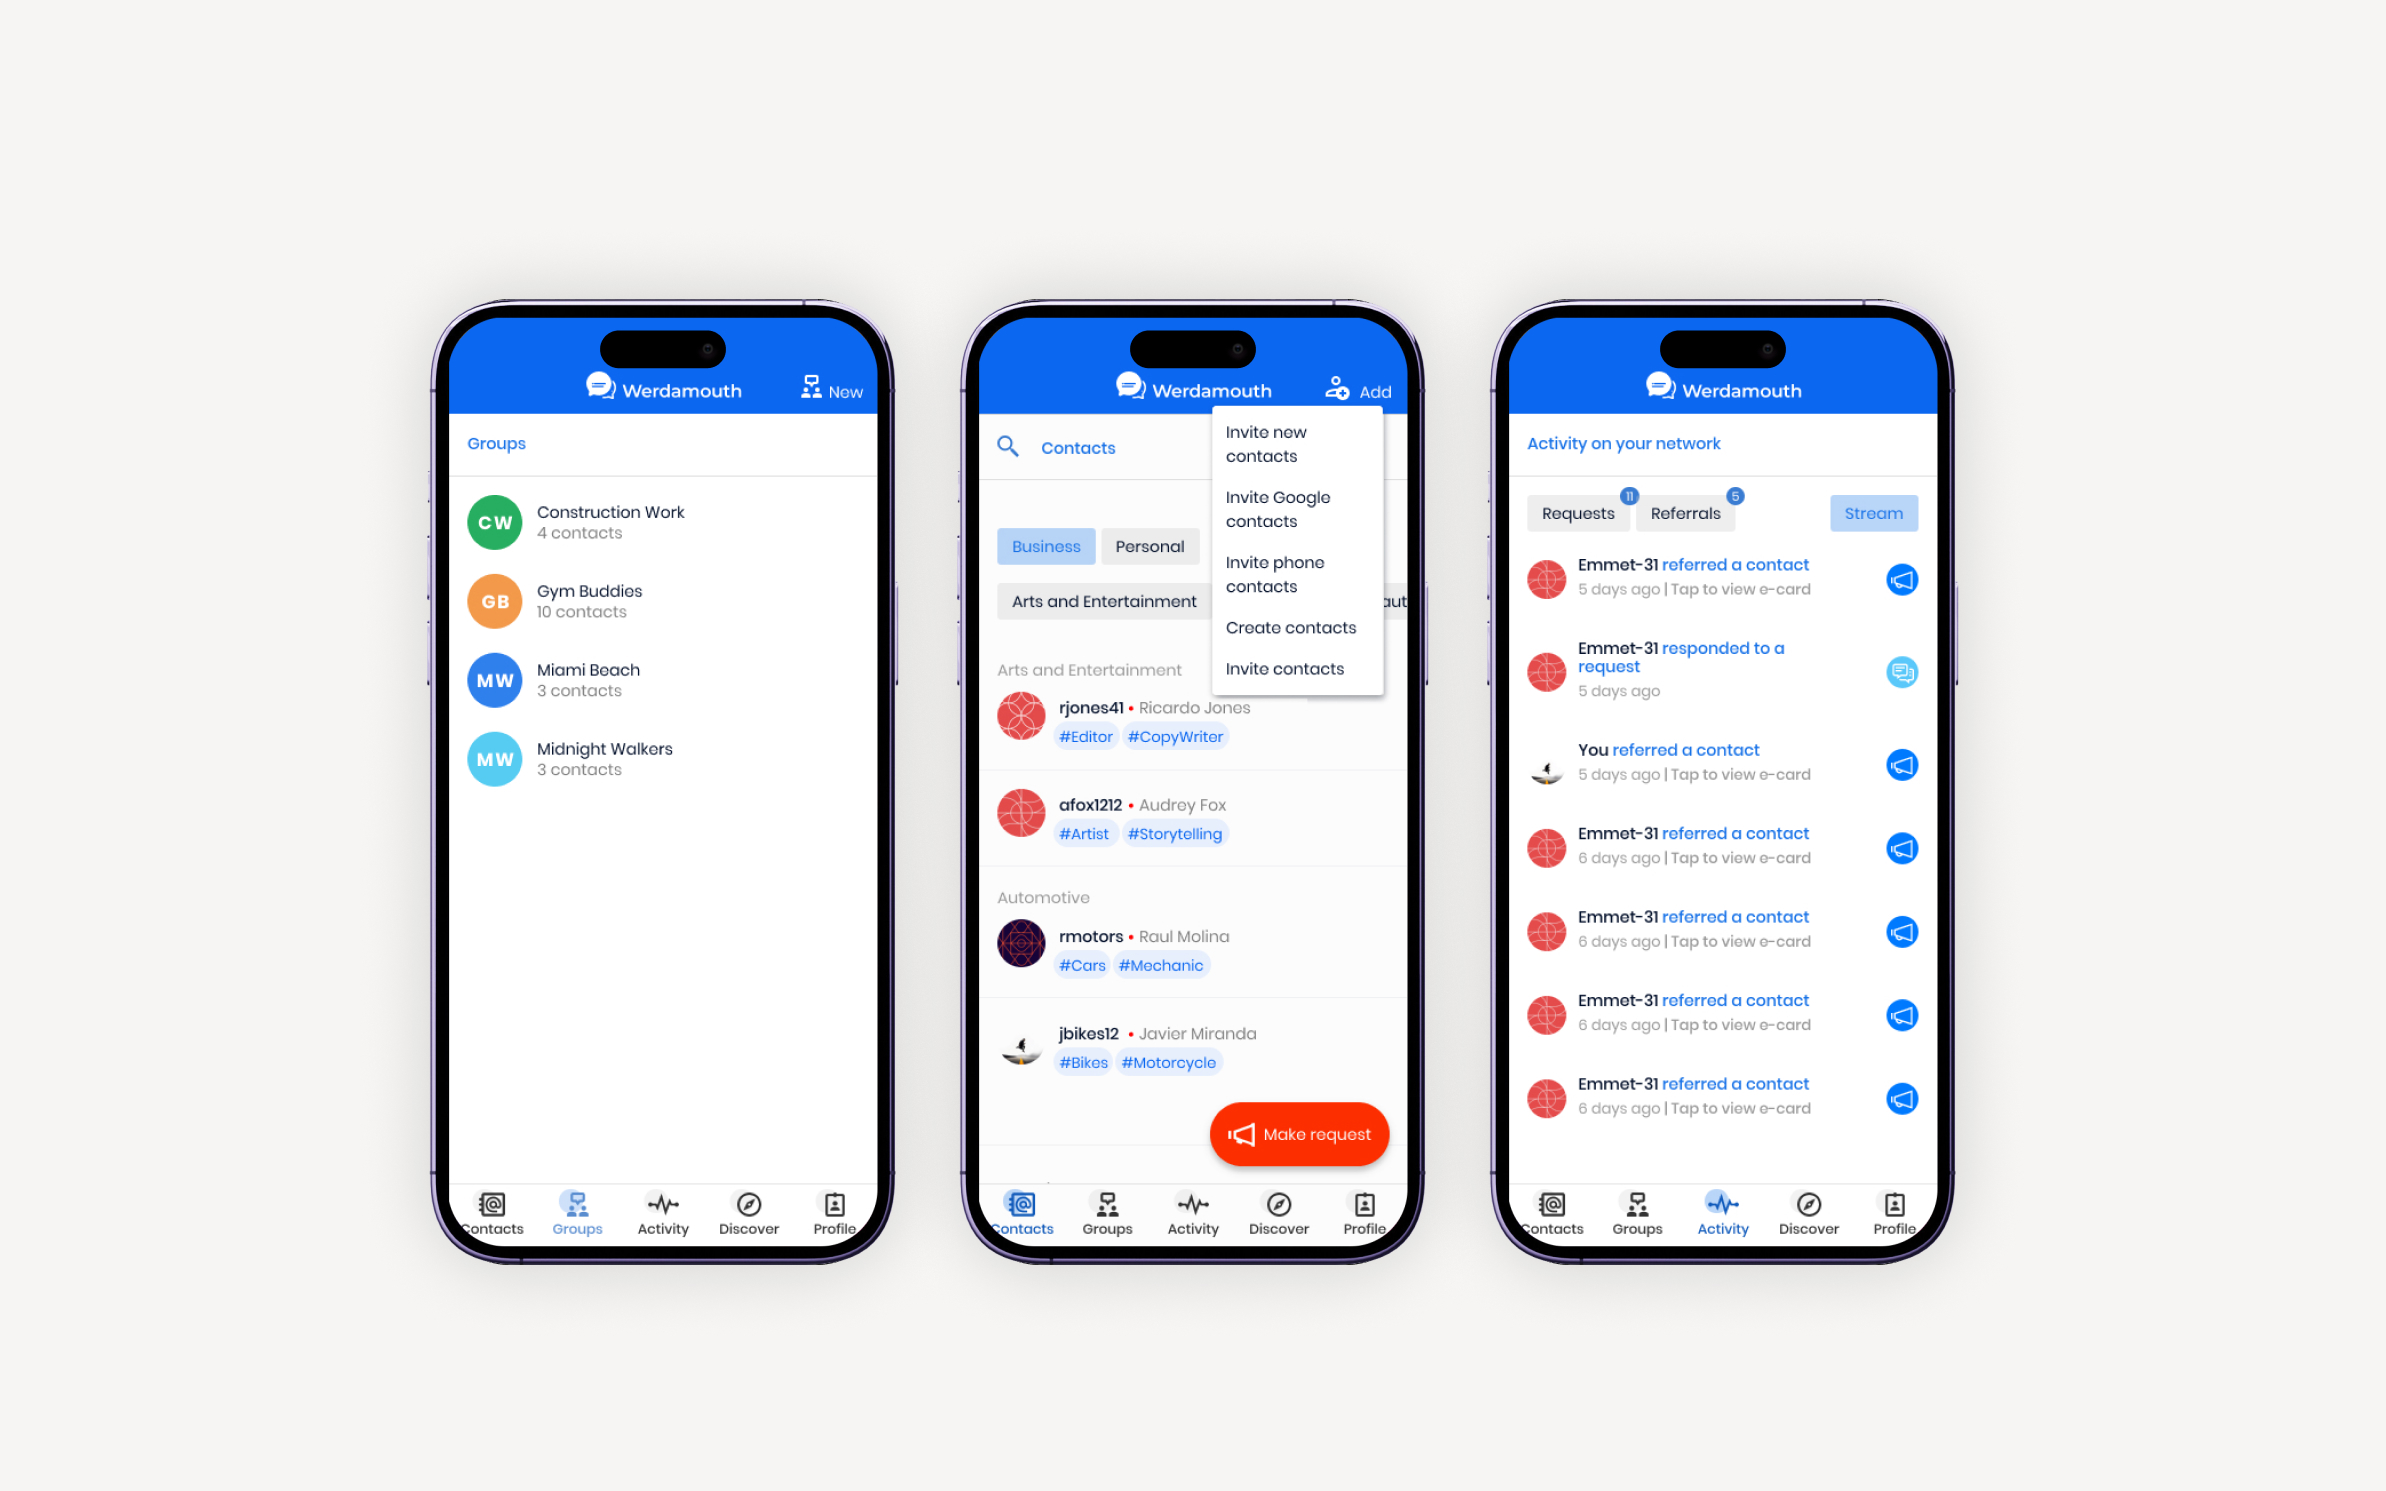 Werdamouth
New
Groups
CW
Construction Work
4 contacts
GB
Gym Buddies
10 contacts
MW
Miami Beach
3 contacts
MW
Midnight Walkers
3 contacts
Contacts
Groups
Activity
Discover
Profile
Werdamouth
Add
Contacts
Invite new
contacts
Invite Google
contacts
Invite phone
contacts
Create contacts
Invite contacts
Business
Personal
Arts and Entertainment
aut
Arts and Entertainment
rjones41 • Ricardo Jones
#Editor #CopyWriter
afox1212 • Audrey Fox
#Artist #Storytelling
Automotive
rmotors • Raul Molina
#Cars #Mechanic
jbikes12 • Javier Miranda
#Bikes #Motorcycle
Make request
Contacts
Groups
Activity
Discover
Profile
Werdamouth
Activity on your network
Requests 11
Referrals 5
Stream
Emmet-31 referred a contact
5 days ago | Tap to view e-card
Emmet-31 responded to a
request
5 days ago
You referred a contact
5 days ago | Tap to view e-card
Emmet-31 referred a contact
6 days ago | Tap to view e-card
Emmet-31 referred a contact
6 days ago | Tap to view e-card
Emmet-31 referred a contact
6 days ago | Tap to view e-card
Emmet-31 referred a contact
6 days ago | Tap to view e-card
Contacts
Groups
Activity
Discover
Profile